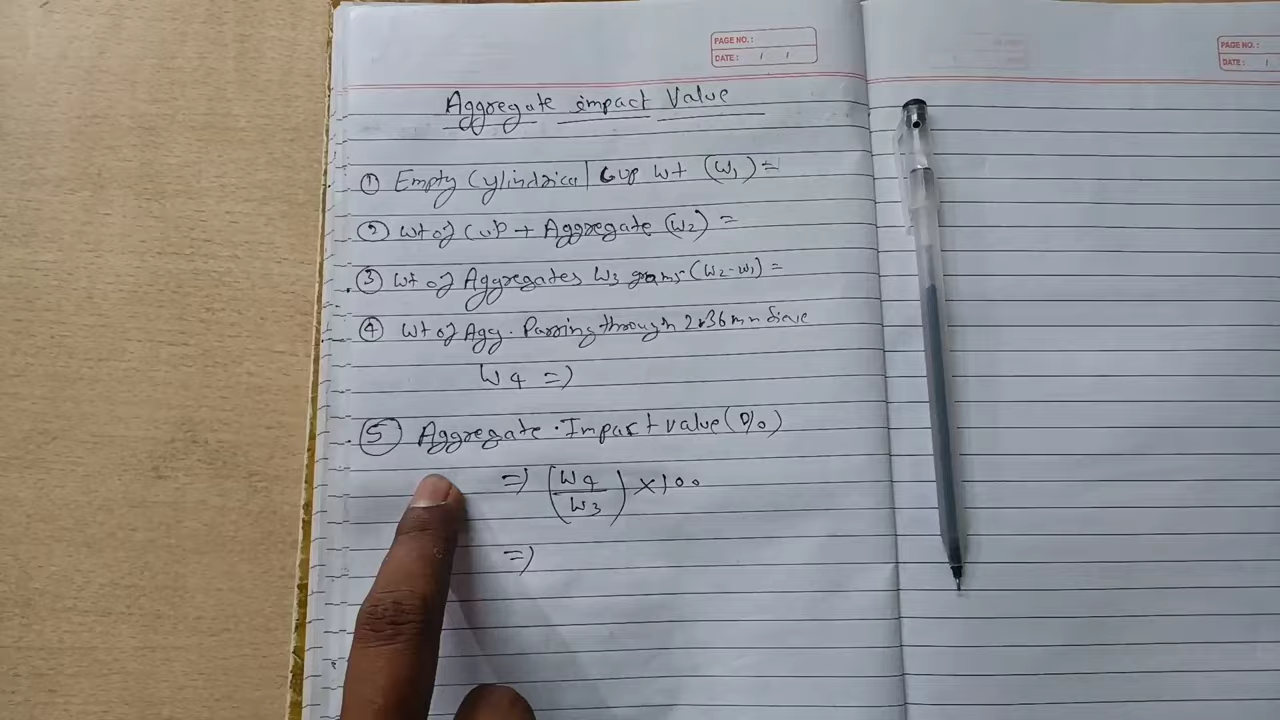 PAGE NO. :
DATE : / /
Aggregate impact Value
① Empty Cylindrical Cup wt (W1) =
② Wt of Cup + Aggregate (W2) =
③ Wt of Aggregates W3 grams (W2-W1) =
④ Wt of Agg. Passing through 2.36mm Sieve
W4 =>
⑤ Aggregate Impact value (%)
=> (W4/W3) × 100
=>
PAGE NO. :
DATE : /